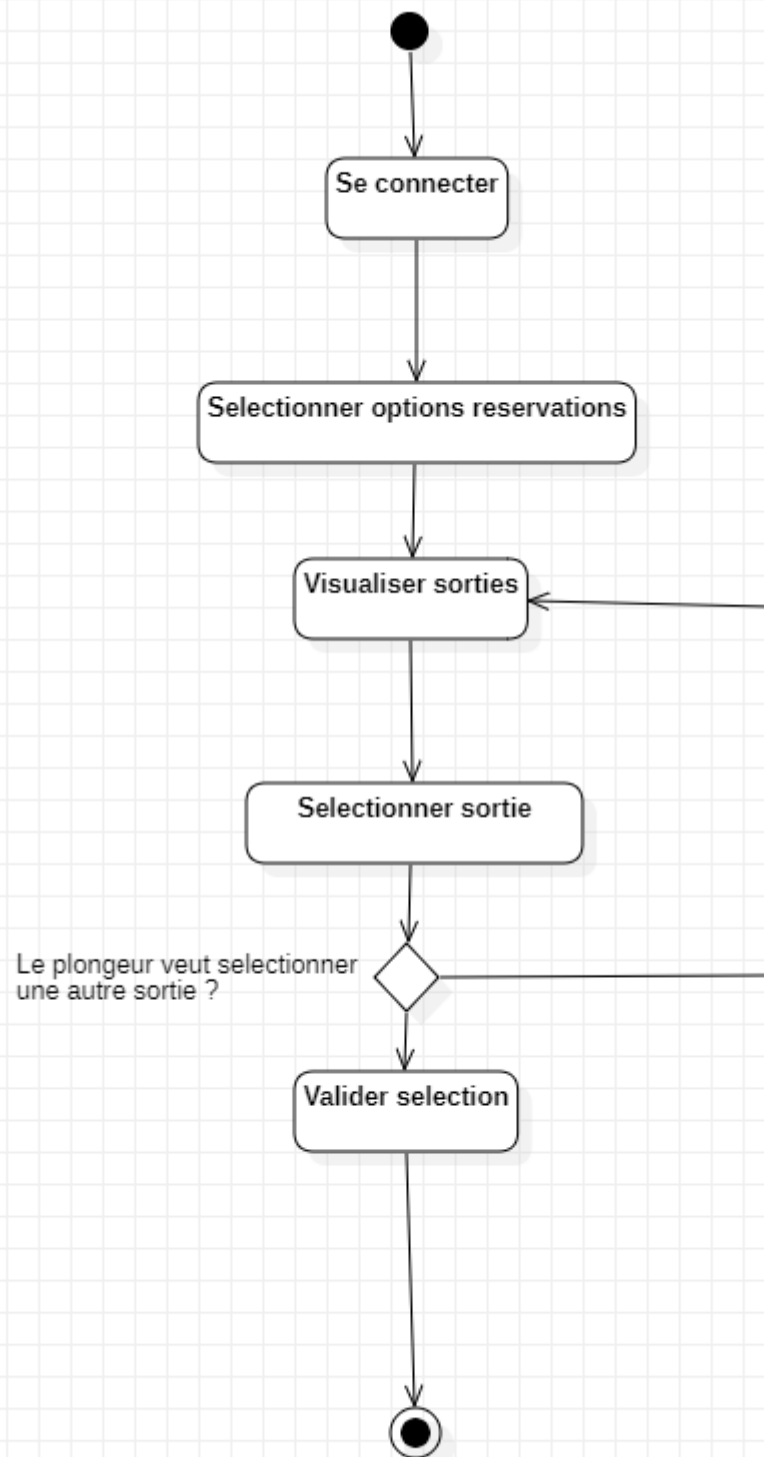 Se connecter
Selectionner options reservations
Visualiser sorties
Selectionner sortie
Le plongeur veut selectionner
une autre sortie ?
Valider selection